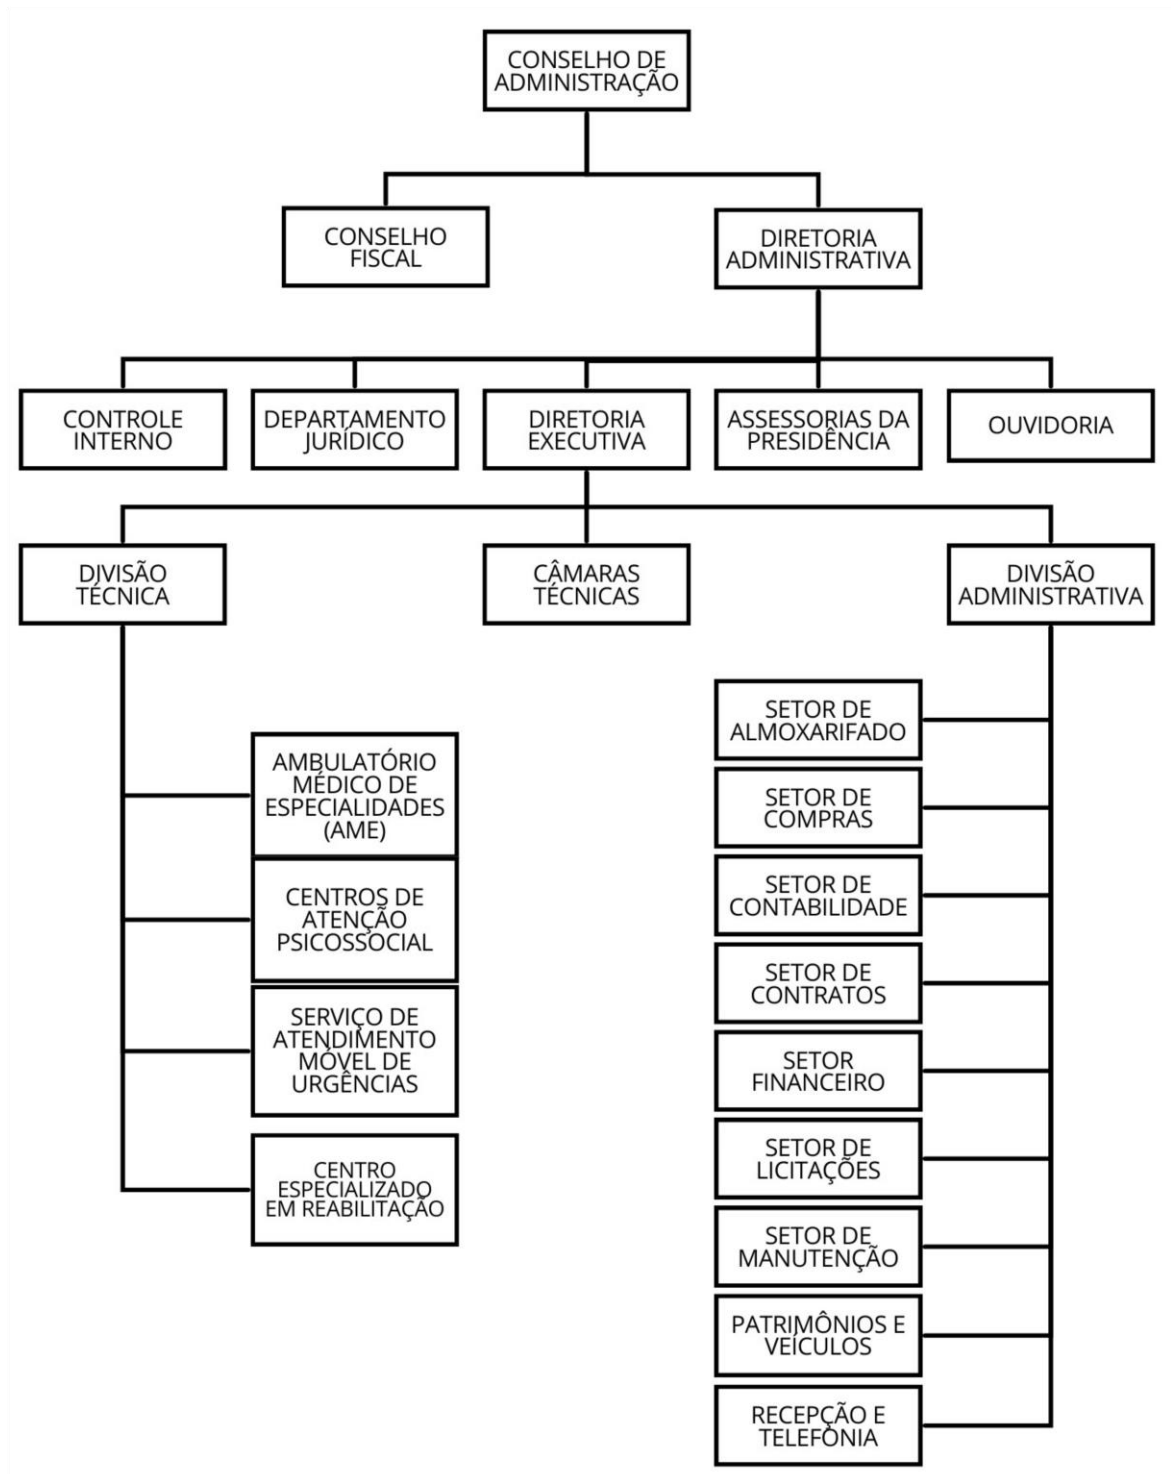 CONSELHO DE
ADMINISTRAÇÃO
CONSELHO
FISCAL
DIRETORIA
ADMINISTRATIVA
CONTROLE
INTERNO
DEPARTAMENTO
JURÍDICO
DIRETORIA
EXECUTIVA
ASSESSORIAS DA
PRESIDÊNCIA
OUVIDORIA
DIVISÃO
TÉCNICA
CÂMARAS
TÉCNICAS
DIVISÃO
ADMINISTRATIVA
AMBULATÓRIO
MÉDICO DE
ESPECIALIDADES
(AME)
CENTROS DE
ATENÇÃO
PSICOSSOCIAL
SERVIÇO DE
ATENDIMENTO
MÓVEL DE
URGÊNCIAS
CENTRO
ESPECIALIZADO
EM REABILITAÇÃO
SETOR DE
ALMOXARIFADO
SETOR DE
COMPRAS
SETOR DE
CONTABILIDADE
SETOR DE
CONTRATOS
SETOR
FINANCEIRO
SETOR DE
LICITAÇÕES
SETOR DE
MANUTENÇÃO
PATRIMÔNIOS E
VEÍCULOS
RECEPÇÃO E
TELEFONIA